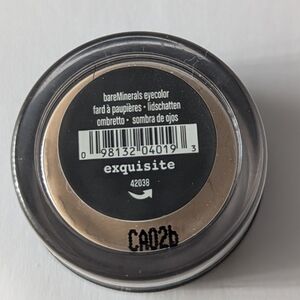 bareMinerals eyecolor
fard à paupières • lidschatten
ombretto • sombra de ojos
0 98132 04019 3
exquisite
42038
CA02b